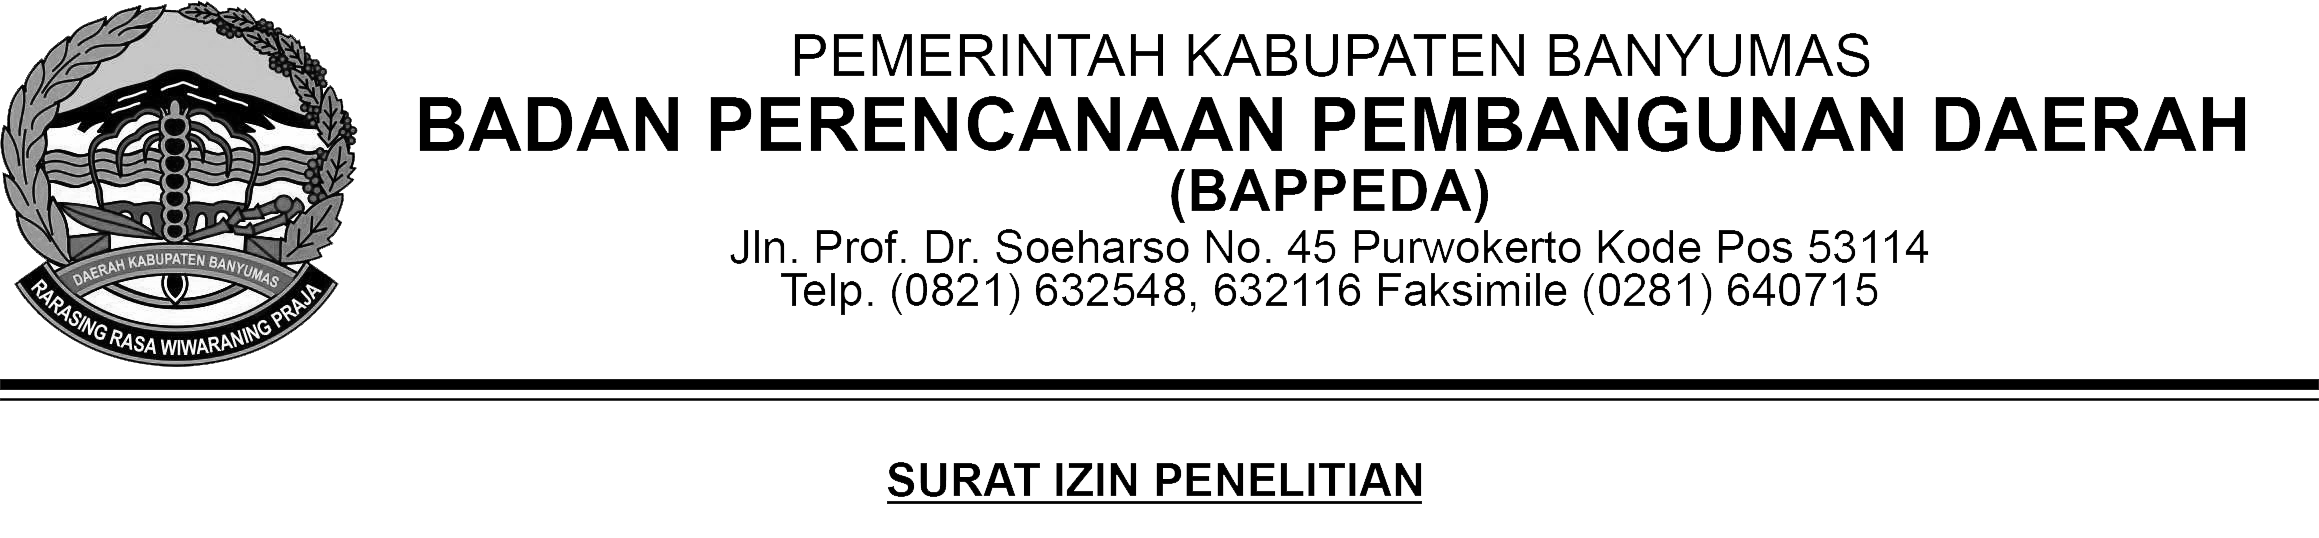 PEMERINTAH KABUPATEN BANYUMAS
BADAN PERENCANAAN PEMBANGUNAN DAERAH
(BAPPEDA)
Jln. Prof. Dr. Soeharso No. 45 Purwokerto Kode Pos 53114
Telp. (0821) 632548, 632116 Faksimile (0281) 640715
DAERAH KABUPATEN BANYUMAS
RARASING RASA WIWARANING PRAJA
SURAT IZIN PENELITIAN